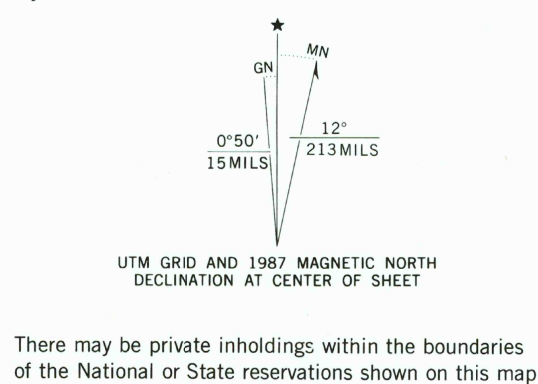 ★
MN
GN
0°50'
15 MILS
12°
213 MILS
UTM GRID AND 1987 MAGNETIC NORTH
DECLINATION AT CENTER OF SHEET
There may be private inholdings within the boundaries
of the National or State reservations shown on this map